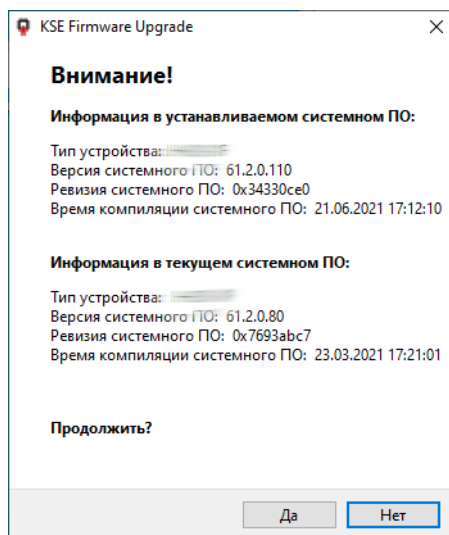 KSE Firmware Upgrade
Внимание!
Информация в устанавливаемом системном ПО:
Тип устройства:
Версия системного ПО: 61.2.0.110
Ревизия системного ПО: 0x34330ce0
Время компиляции системного ПО: 21.06.2021 17:12:10
Информация в текущем системном ПО:
Тип устройства:
Версия системного ПО: 61.2.0.80
Ревизия системного ПО: 0x7693abc7
Время компиляции системного ПО: 23.03.2021 17:21:01
Продолжить?
Да
Нет